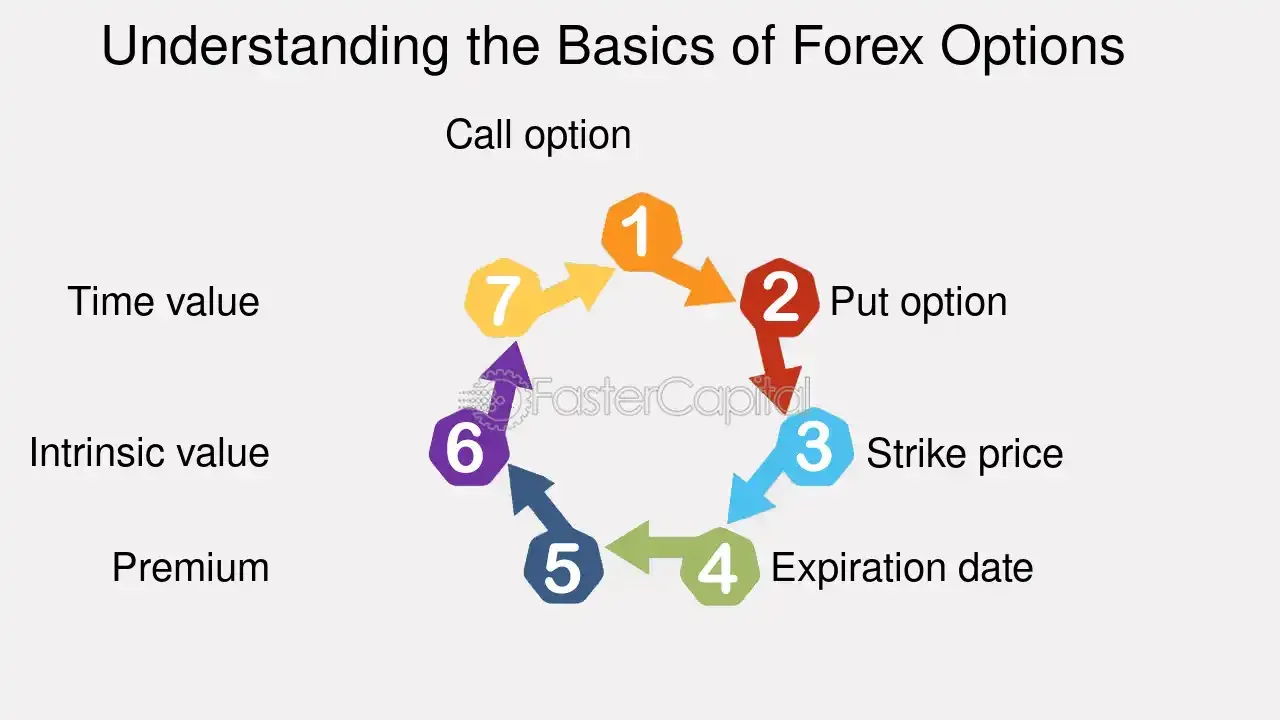 Understanding the Basics of Forex Options
Call option
1
2
Put option
3
Strike price
4
Expiration date
5
Premium
6
Intrinsic value
7
Time value
FasterCapital